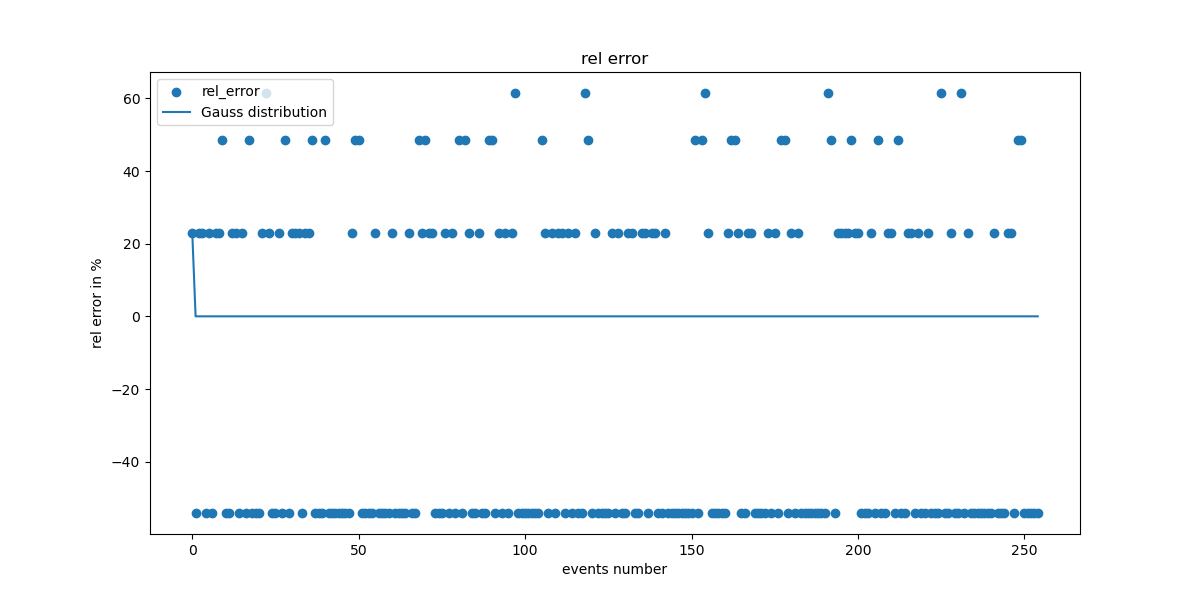 rel error
rel_error
Gauss distribution
60
40
20
0
−20
−40
rel error in %
0 50 100 150 200 250
events number